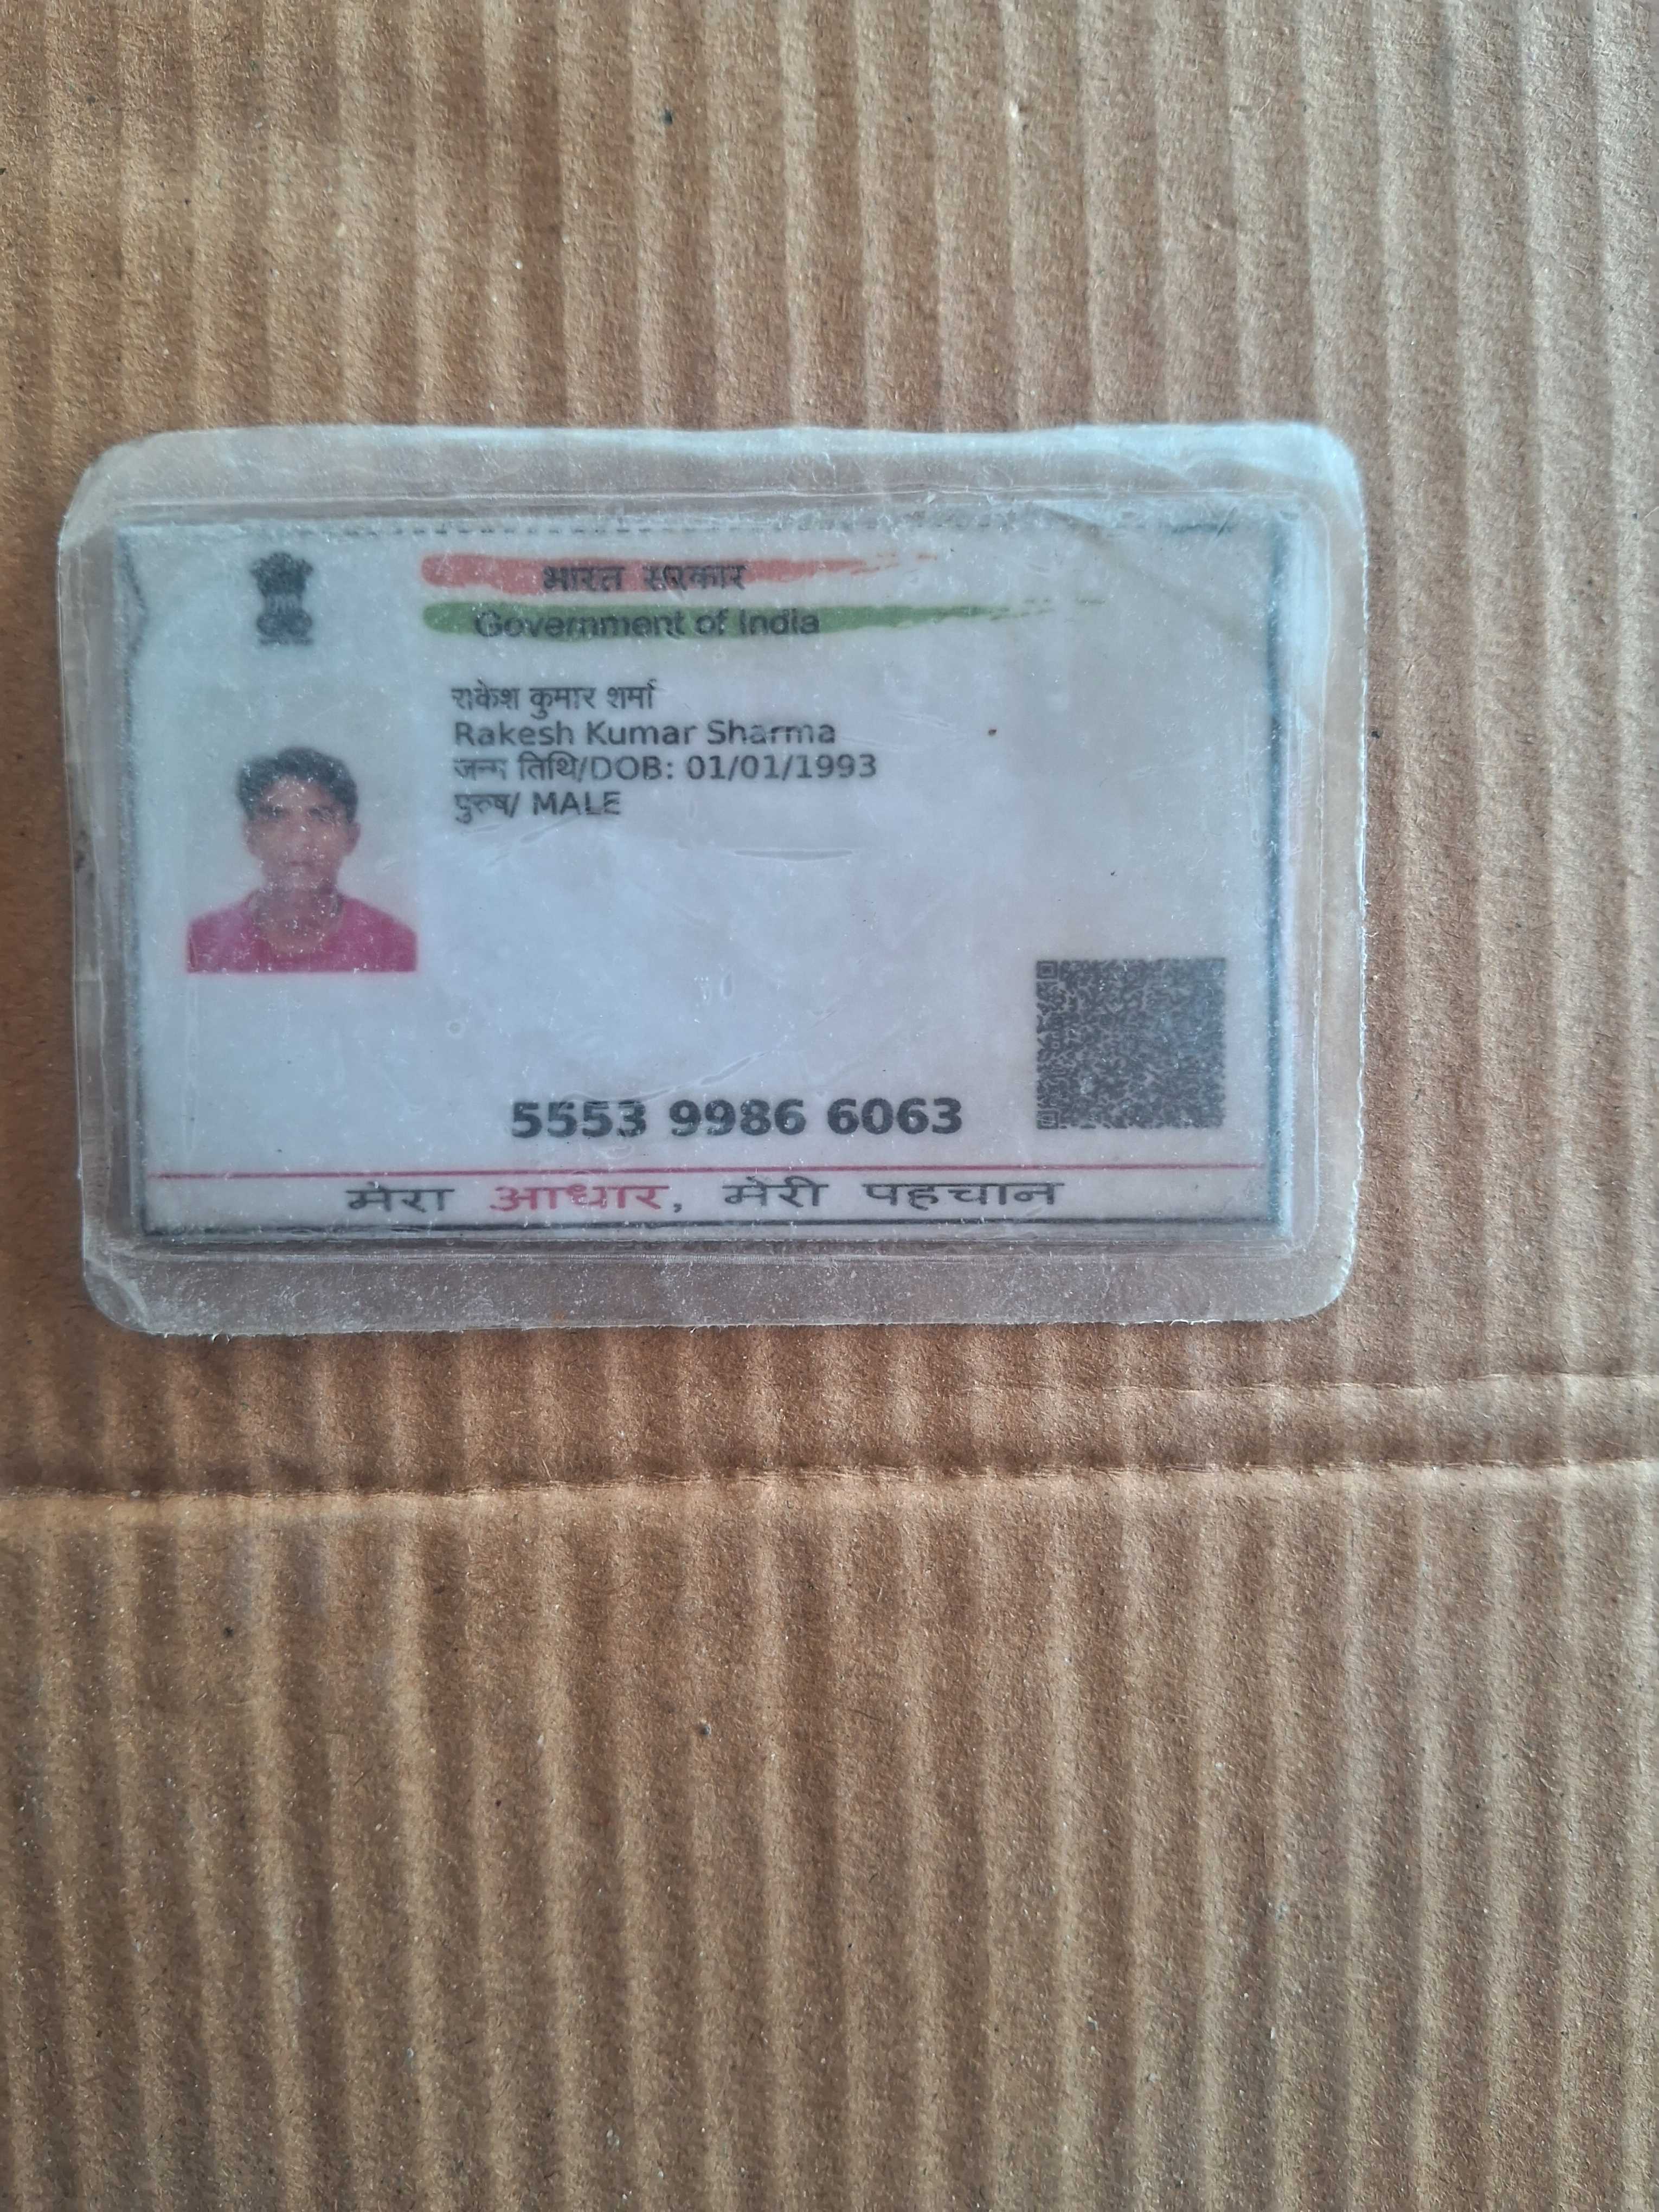 भारत सरकार
Government of India
राकेश कुमार शर्मा
Rakesh Kumar Sharma
जन्म तिथि/DOB: 01/01/1993
पुरुष/ MALE
5553 9986 6063
मेरा आधार, मेरी पहचान